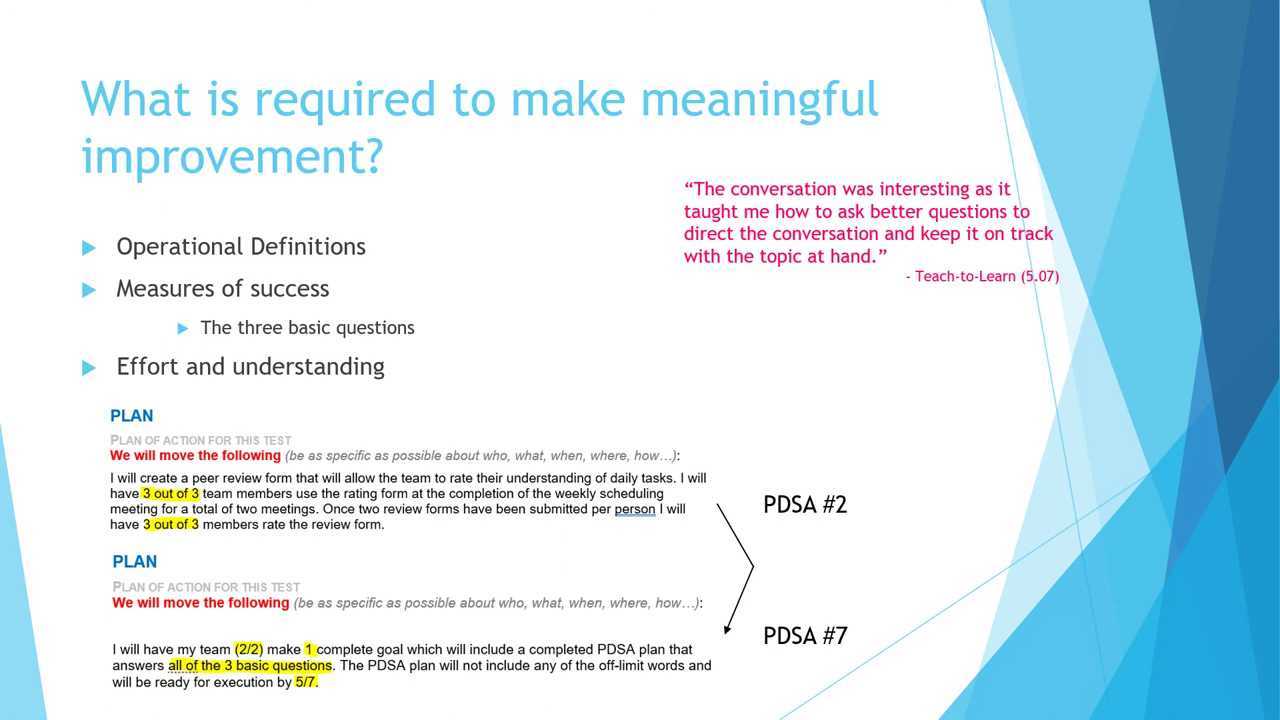 What is required to make meaningful
improvement?
“The conversation was interesting as it
taught me how to ask better questions to
direct the conversation and keep it on track
with the topic at hand.”
- Teach-to-Learn (5.07)
Operational Definitions
Measures of success
The three basic questions
Effort and understanding
PLAN
PLAN OF ACTION FOR THIS TEST
We will move the following (be as specific as possible about who, what, when, where, how…):
I will create a peer review form that will allow the team to rate their understanding of daily tasks. I will
have 3 out of 3 team members use the rating form at the completion of the weekly scheduling
meeting for a total of two meetings. Once two review forms have been submitted per person I will
have 3 out of 3 members rate the review form.
PDSA #2
PLAN
PLAN OF ACTION FOR THIS TEST
We will move the following (be as specific as possible about who, what, when, where, how…):
I will have my team (2/2) make 1 complete goal which will include a completed PDSA plan that
answers all of the 3 basic questions. The PDSA plan will not include any of the off-limit words and
will be ready for execution by 5/7.
PDSA #7